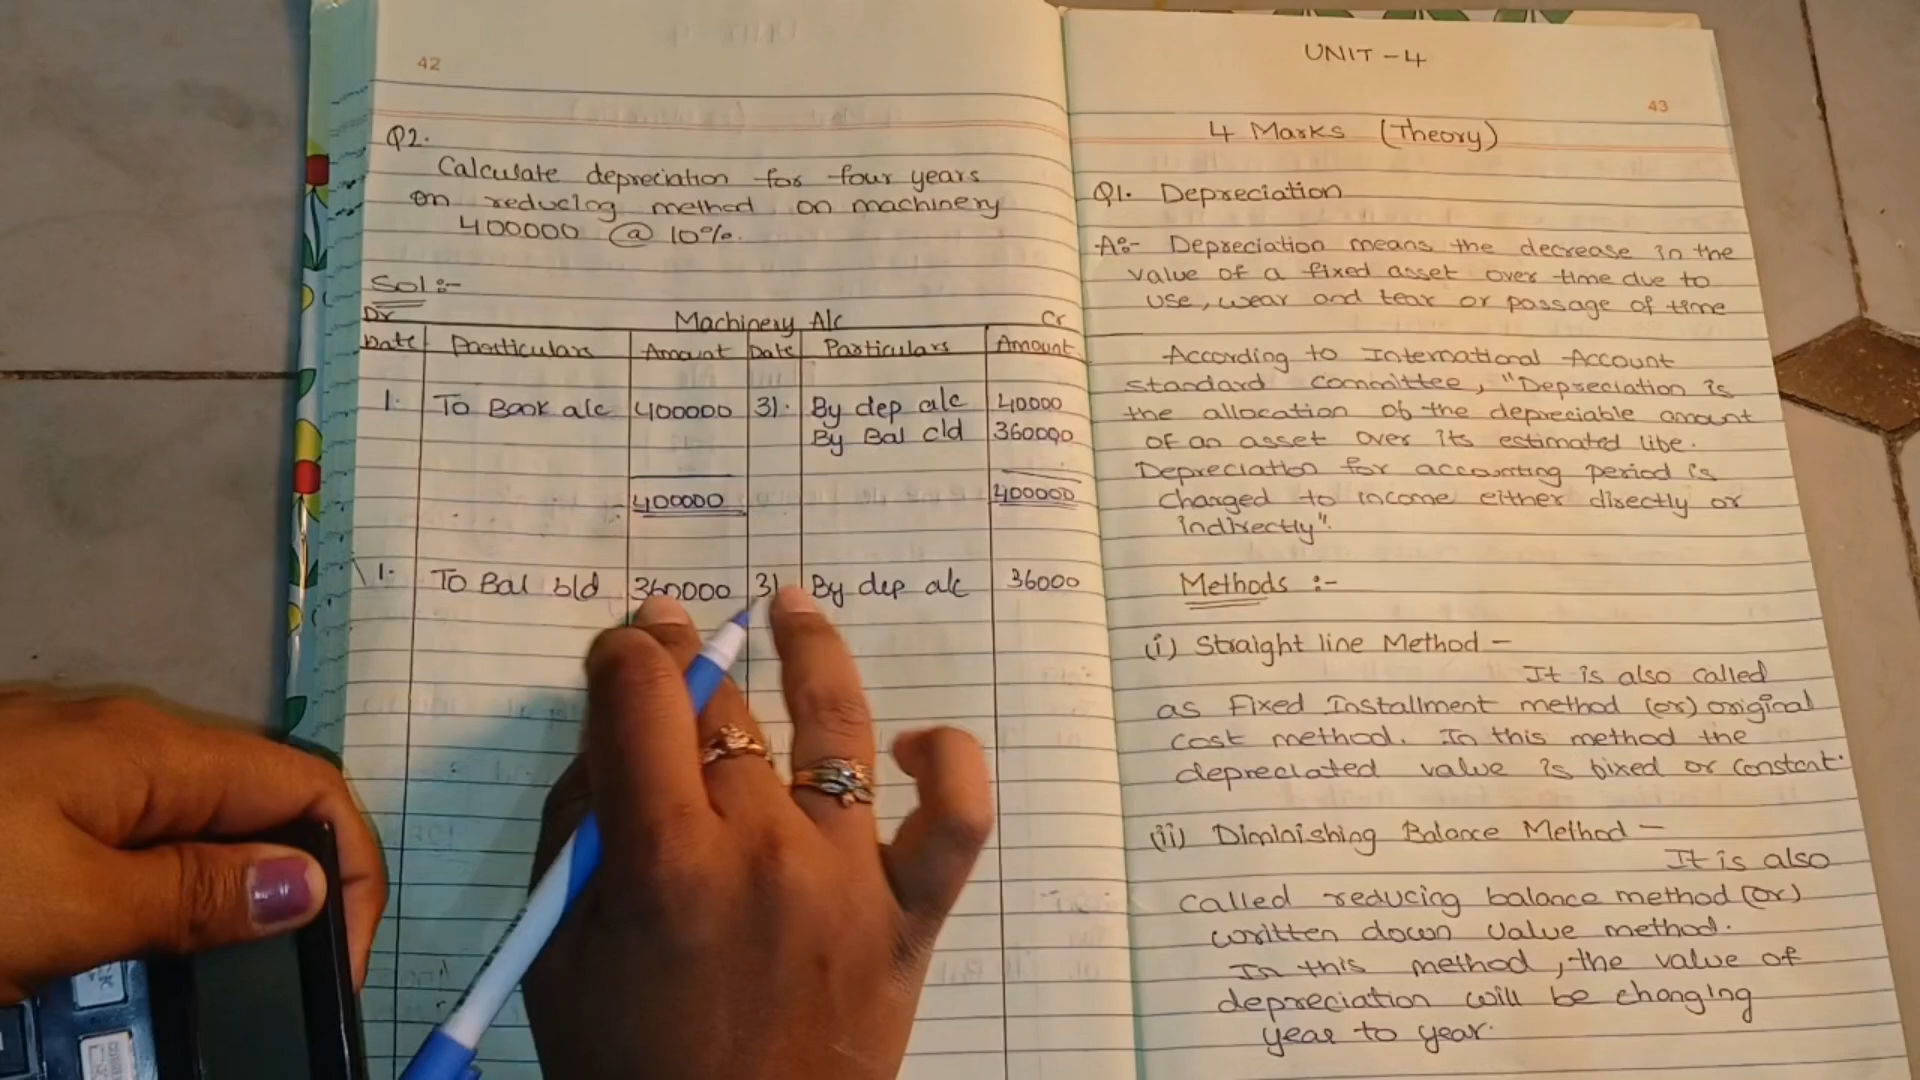 42
Q2.
Calculate depreciation for four years
on reducing method on machinery
400000 @ 10%.
Sol :-
Dr Machinery A/c Cr
Date Particulars Amount Date Particulars Amount
1. To Bank a/c 400000 31. By dep a/c 40000
By Bal c/d 360000
400000 400000
1. To Bal b/d 360000 31 By dep a/c 36000
UNIT - 4
43
4 Marks (Theory)
Q1. Depreciation
A:- Depreciation means the decrease in the
value of a fixed asset over time due to
use, wear and tear or passage of time
According to International Account
standard committee, "Depreciation is
the allocation of the depreciable amount
of an asset over its estimated life.
Depreciation for accounting period is
charged to income either directly or
indirectly".
Methods :-
(i) Straight line Method -
It is also called
as Fixed Installment method (or) original
cost method. In this method the
depreciated value is fixed or constant.
(ii) Diminishing Balance Method -
It is also
called reducing balance method (or)
written down value method.
In this method, the value of
depreciation will be changing
year to year.